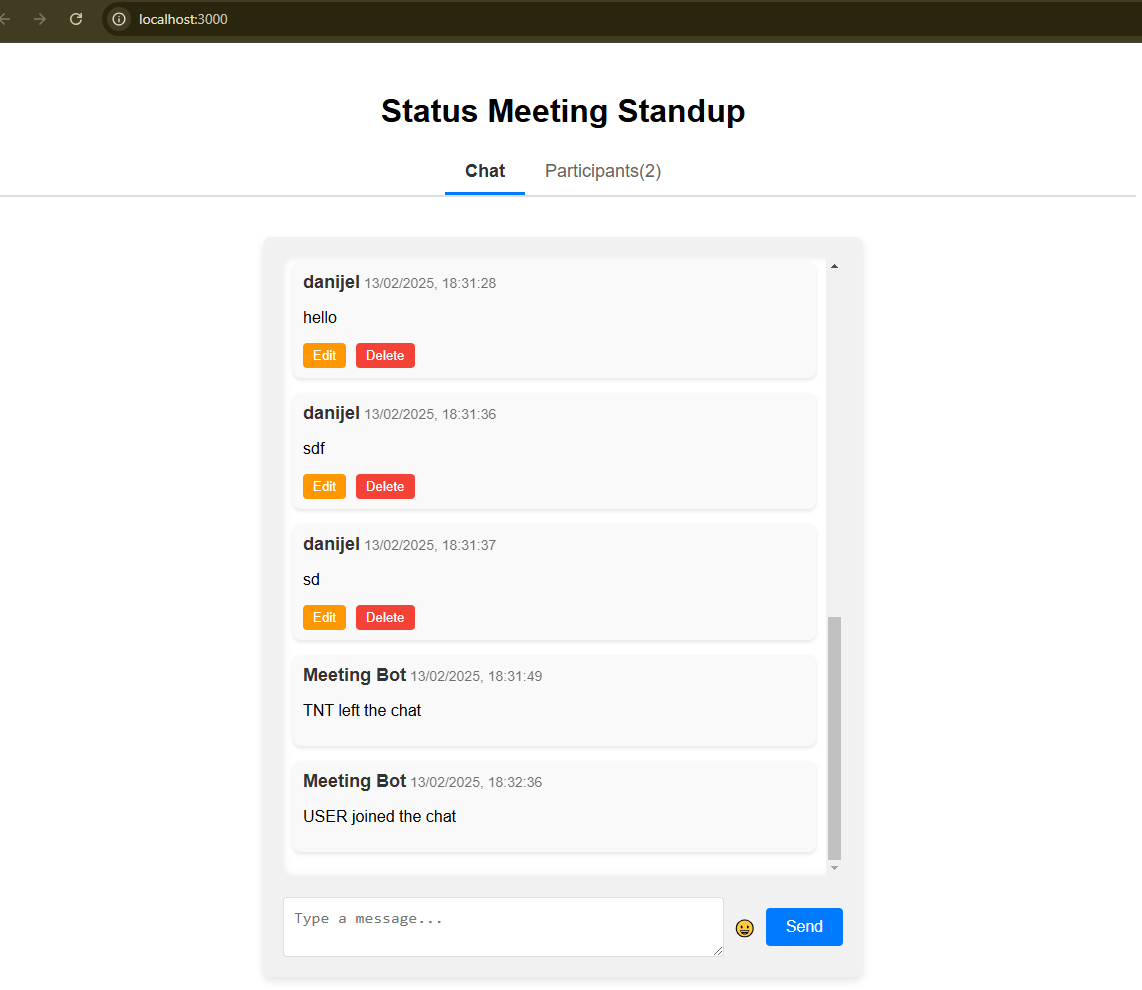 localhost:3000
Status Meeting Standup
Chat Participants(2)
danijel 13/02/2025, 18:31:28
hello
Edit Delete
danijel 13/02/2025, 18:31:36
sdf
Edit Delete
danijel 13/02/2025, 18:31:37
sd
Edit Delete
Meeting Bot 13/02/2025, 18:31:49
TNT left the chat
Meeting Bot 13/02/2025, 18:32:36
USER joined the chat
Type a message...
Send